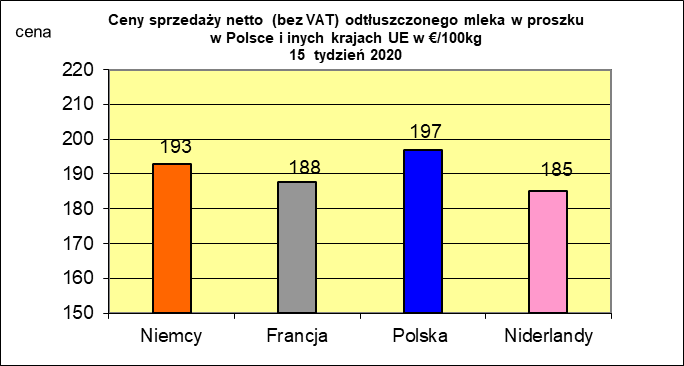 Ceny sprzedaży netto (bez VAT) odtłuszczonego mleka w proszku
w Polsce i inych krajach UE w €/100kg
15 tydzień 2020
cena
220
210
200
190
180
170
160
150
193
188
197
185
Niemcy Francja Polska Niderlandy